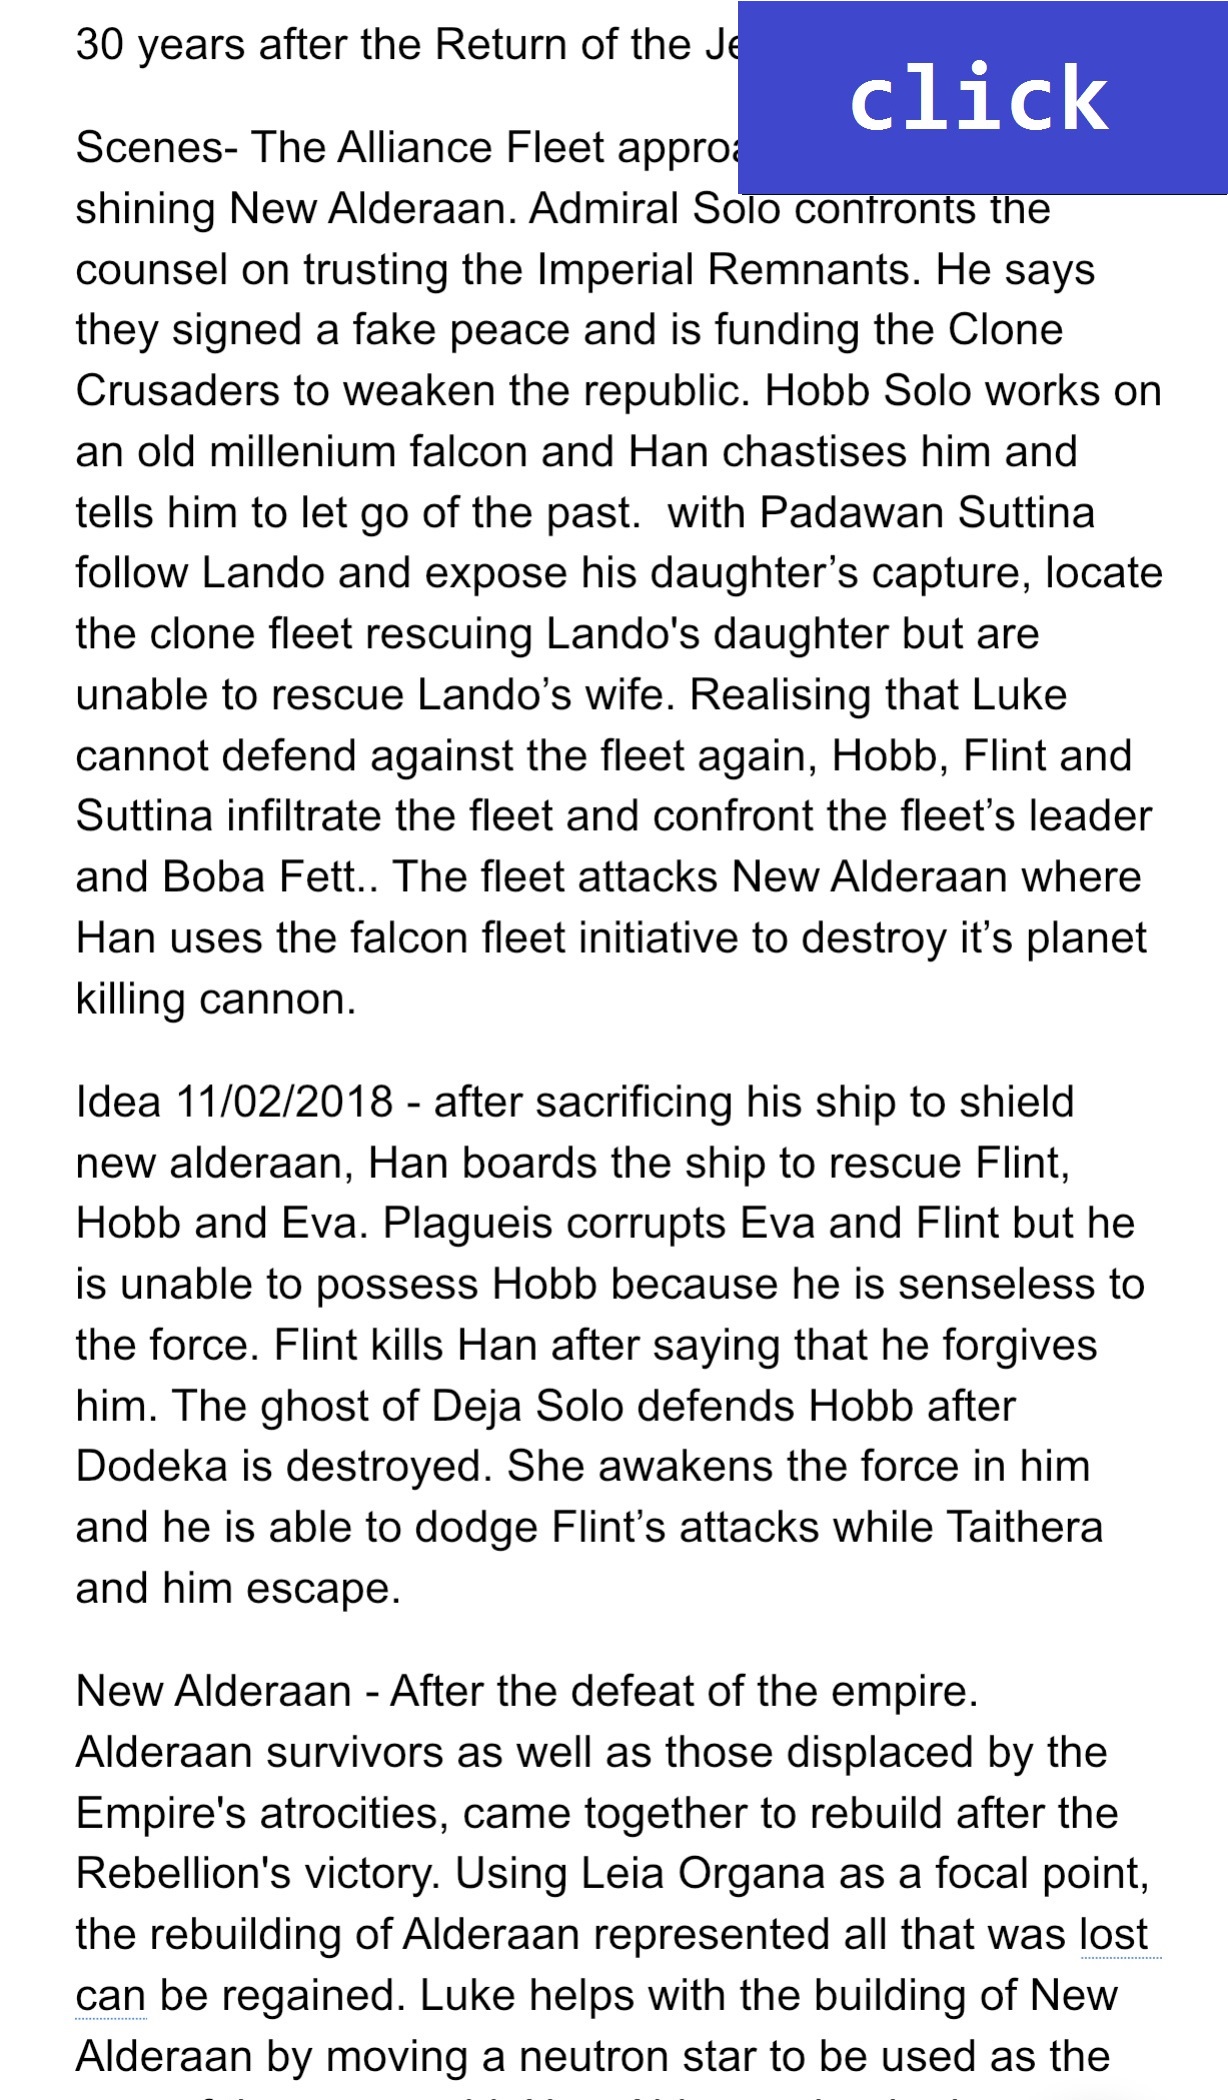 30 years after the Return of the
click
Scenes- The Alliance Fleet
shining New Alderaan. Admiral Solo confronts the
counsel on trusting the Imperial Remnants. He says
they signed a fake peace and is funding the Clone
Crusaders to weaken the republic. Hobb Solo works on
an old millenium falcon and Han chastises him and
tells him to let go of the past.  with Padawan Suttina
follow Lando and expose his daughter’s capture, locate
the clone fleet rescuing Lando's daughter but are
unable to rescue Lando’s wife. Realising that Luke
cannot defend against the fleet again, Hobb, Flint and
Suttina infiltrate the fleet and confront the fleet’s leader
and Boba Fett.. The fleet attacks New Alderaan where
Han uses the falcon fleet initiative to destroy it’s planet
killing cannon.
Idea 11/02/2018 - after sacrificing his ship to shield
new alderaan, Han boards the ship to rescue Flint,
Hobb and Eva. Plagueis corrupts Eva and Flint but he
is unable to possess Hobb because he is senseless to
the force. Flint kills Han after saying that he forgives
him. The ghost of Deja Solo defends Hobb after
Dodeka is destroyed. She awakens the force in him
and he is able to dodge Flint’s attacks while Taithera
and him escape.
New Alderaan - After the defeat of the empire.
Alderaan survivors as well as those displaced by the
Empire's atrocities, came together to rebuild after the
Rebellion's victory. Using Leia Organa as a focal point,
the rebuilding of Alderaan represented all that was lost
can be regained. Luke helps with the building of New
Alderaan by moving a neutron star to be used as the